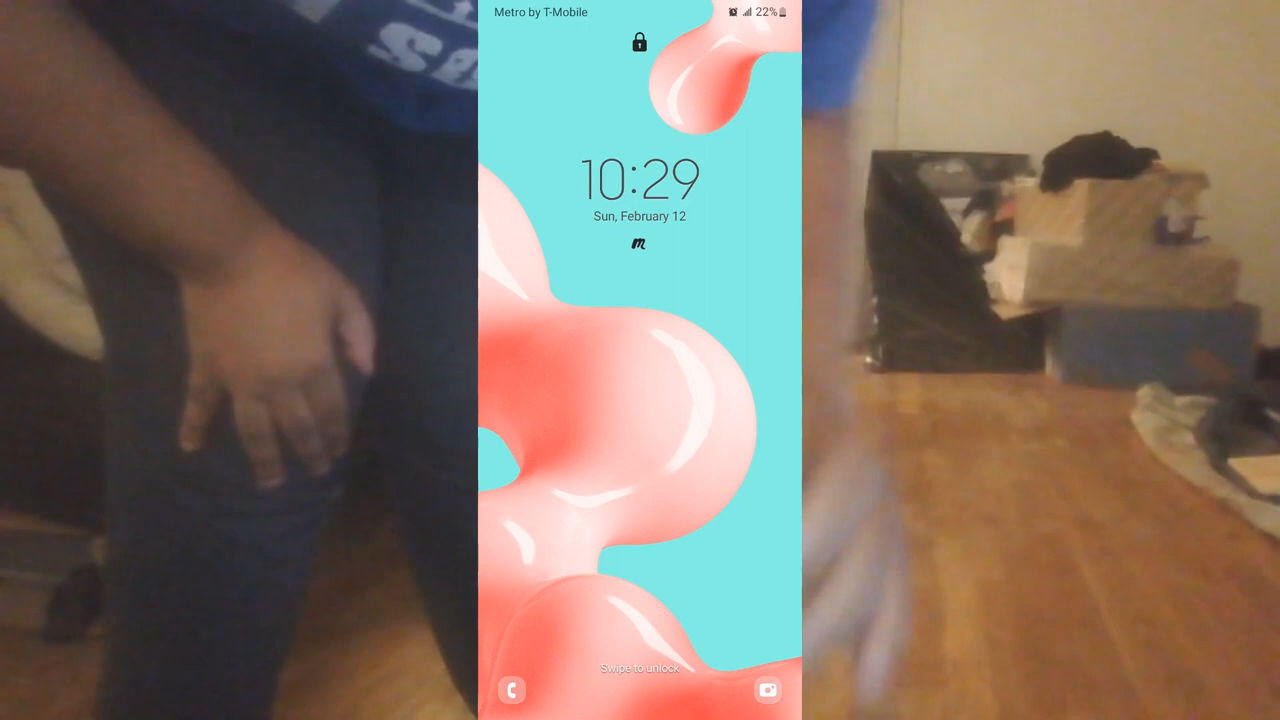 Metro by T-Mobile
22%
10:29
Sun, February 12
m
Swipe to unlock